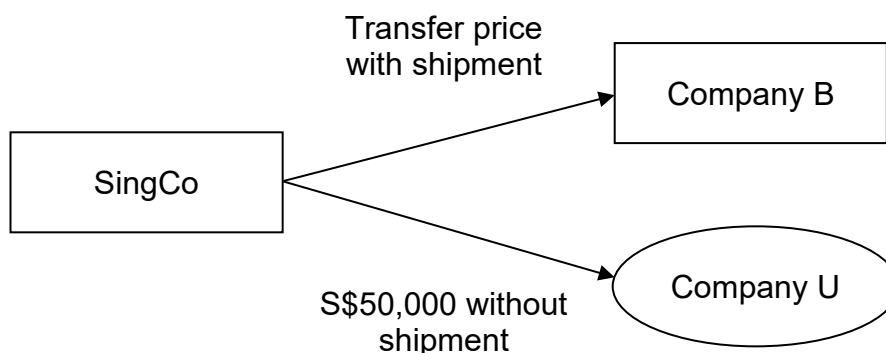 Transfer price
with shipment
Company B
SingCo
Company U
S$50,000 without
shipment